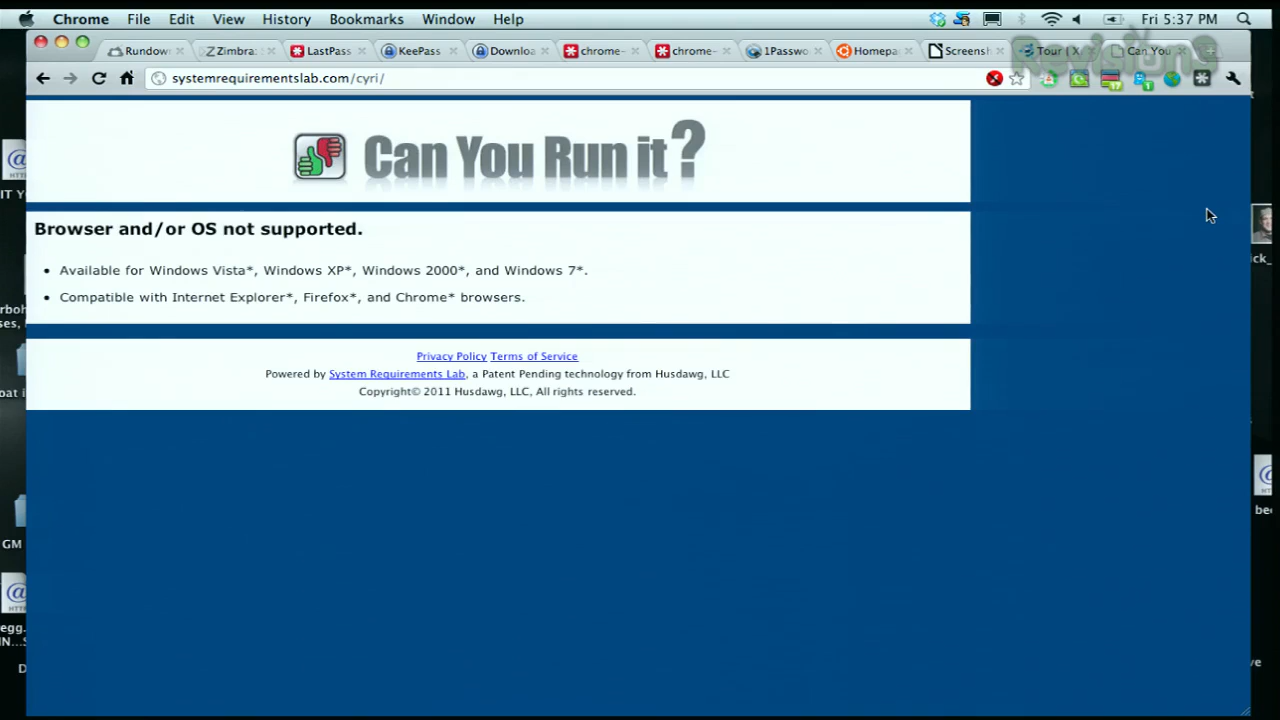 Chrome File Edit View History Bookmarks Window Help Fri 5:37 PM
Rundow Zimbra: LastPass KeePass Downloa chrome- chrome- 1Passwo Homepa Screensh Tour ( X Can You
Revision3
systemrequirementslab.com/cyri/
Can You Run it?
Browser and/or OS not supported.
Available for Windows Vista*, Windows XP*, Windows 2000*, and Windows 7*.
Compatible with Internet Explorer*, Firefox*, and Chrome* browsers.
Privacy Policy Terms of Service
Powered by System Requirements Lab, a Patent Pending technology from Husdawg, LLC
Copyright© 2011 Husdawg, LLC, All rights reserved.
IT Y
GM